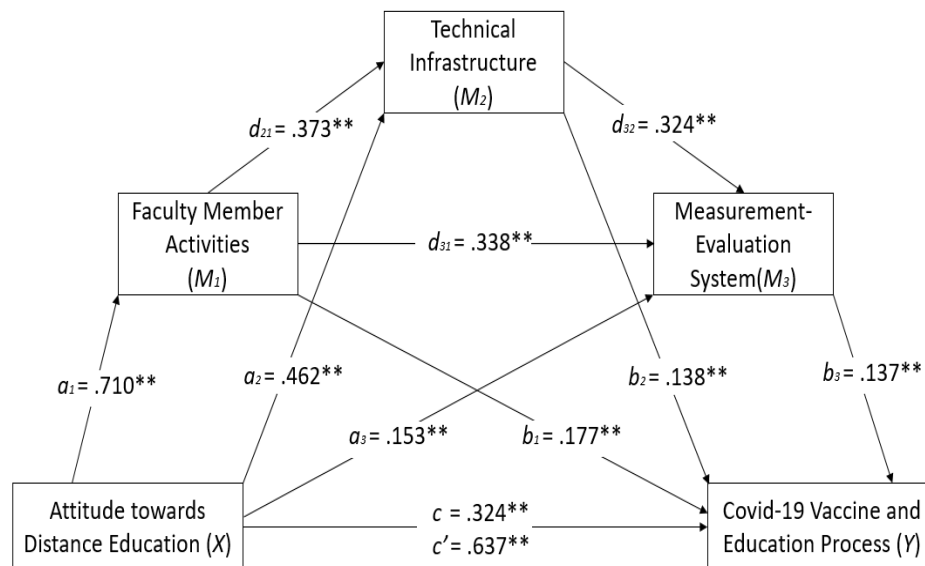 Technical
Infrastructure
(M₂)
d₂₁ = .373**
d₃₂ = .324**
Faculty Member
Activities
(M₁)
Measurement-
Evaluation
System(M₃)
d₃₁ = .338**
a₁ = .710**
a₂ = .462**
b₂ = .138**
b₃ = .137**
a₃ = .153**
b₁ = .177**
Attitude towards
Distance Education (X)
c = .324**
c’ = .637**
Covid-19 Vaccine and
Education Process (Y)